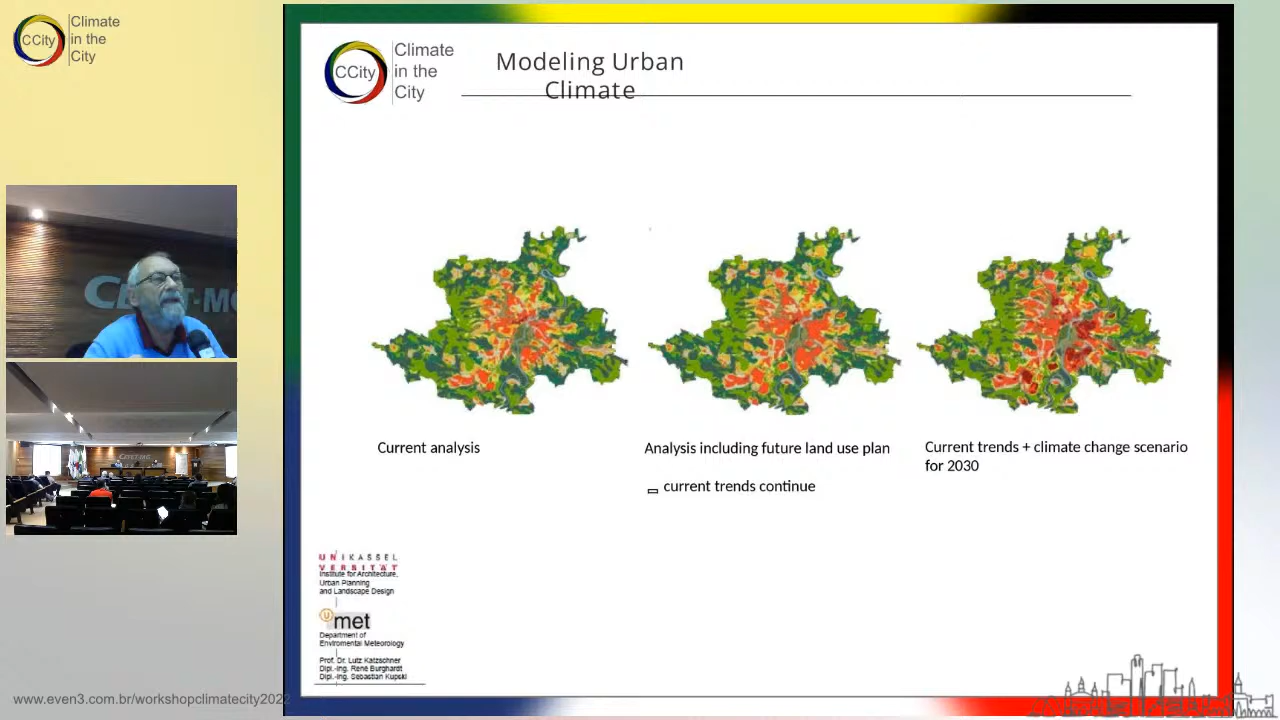 CCity
Climate
in the
City
CCity
Climate
in the
City
Modeling Urban
Climate
Current analysis
Analysis including future land use plan
current trends continue
Current trends + climate change scenario
for 2030
UNIKASSEL
VERSITÄT
Institute for Architecture,
Urban Planning
and Landscape Design
met
Department of
Enviromental Meteorology
Prof. Dr. Lutz Katzschner
Dipl.-Ing. René Burghardt
Dipl.-Ing. Sebastian Kupski
www.even3.com.br/workshopclimatecity2022